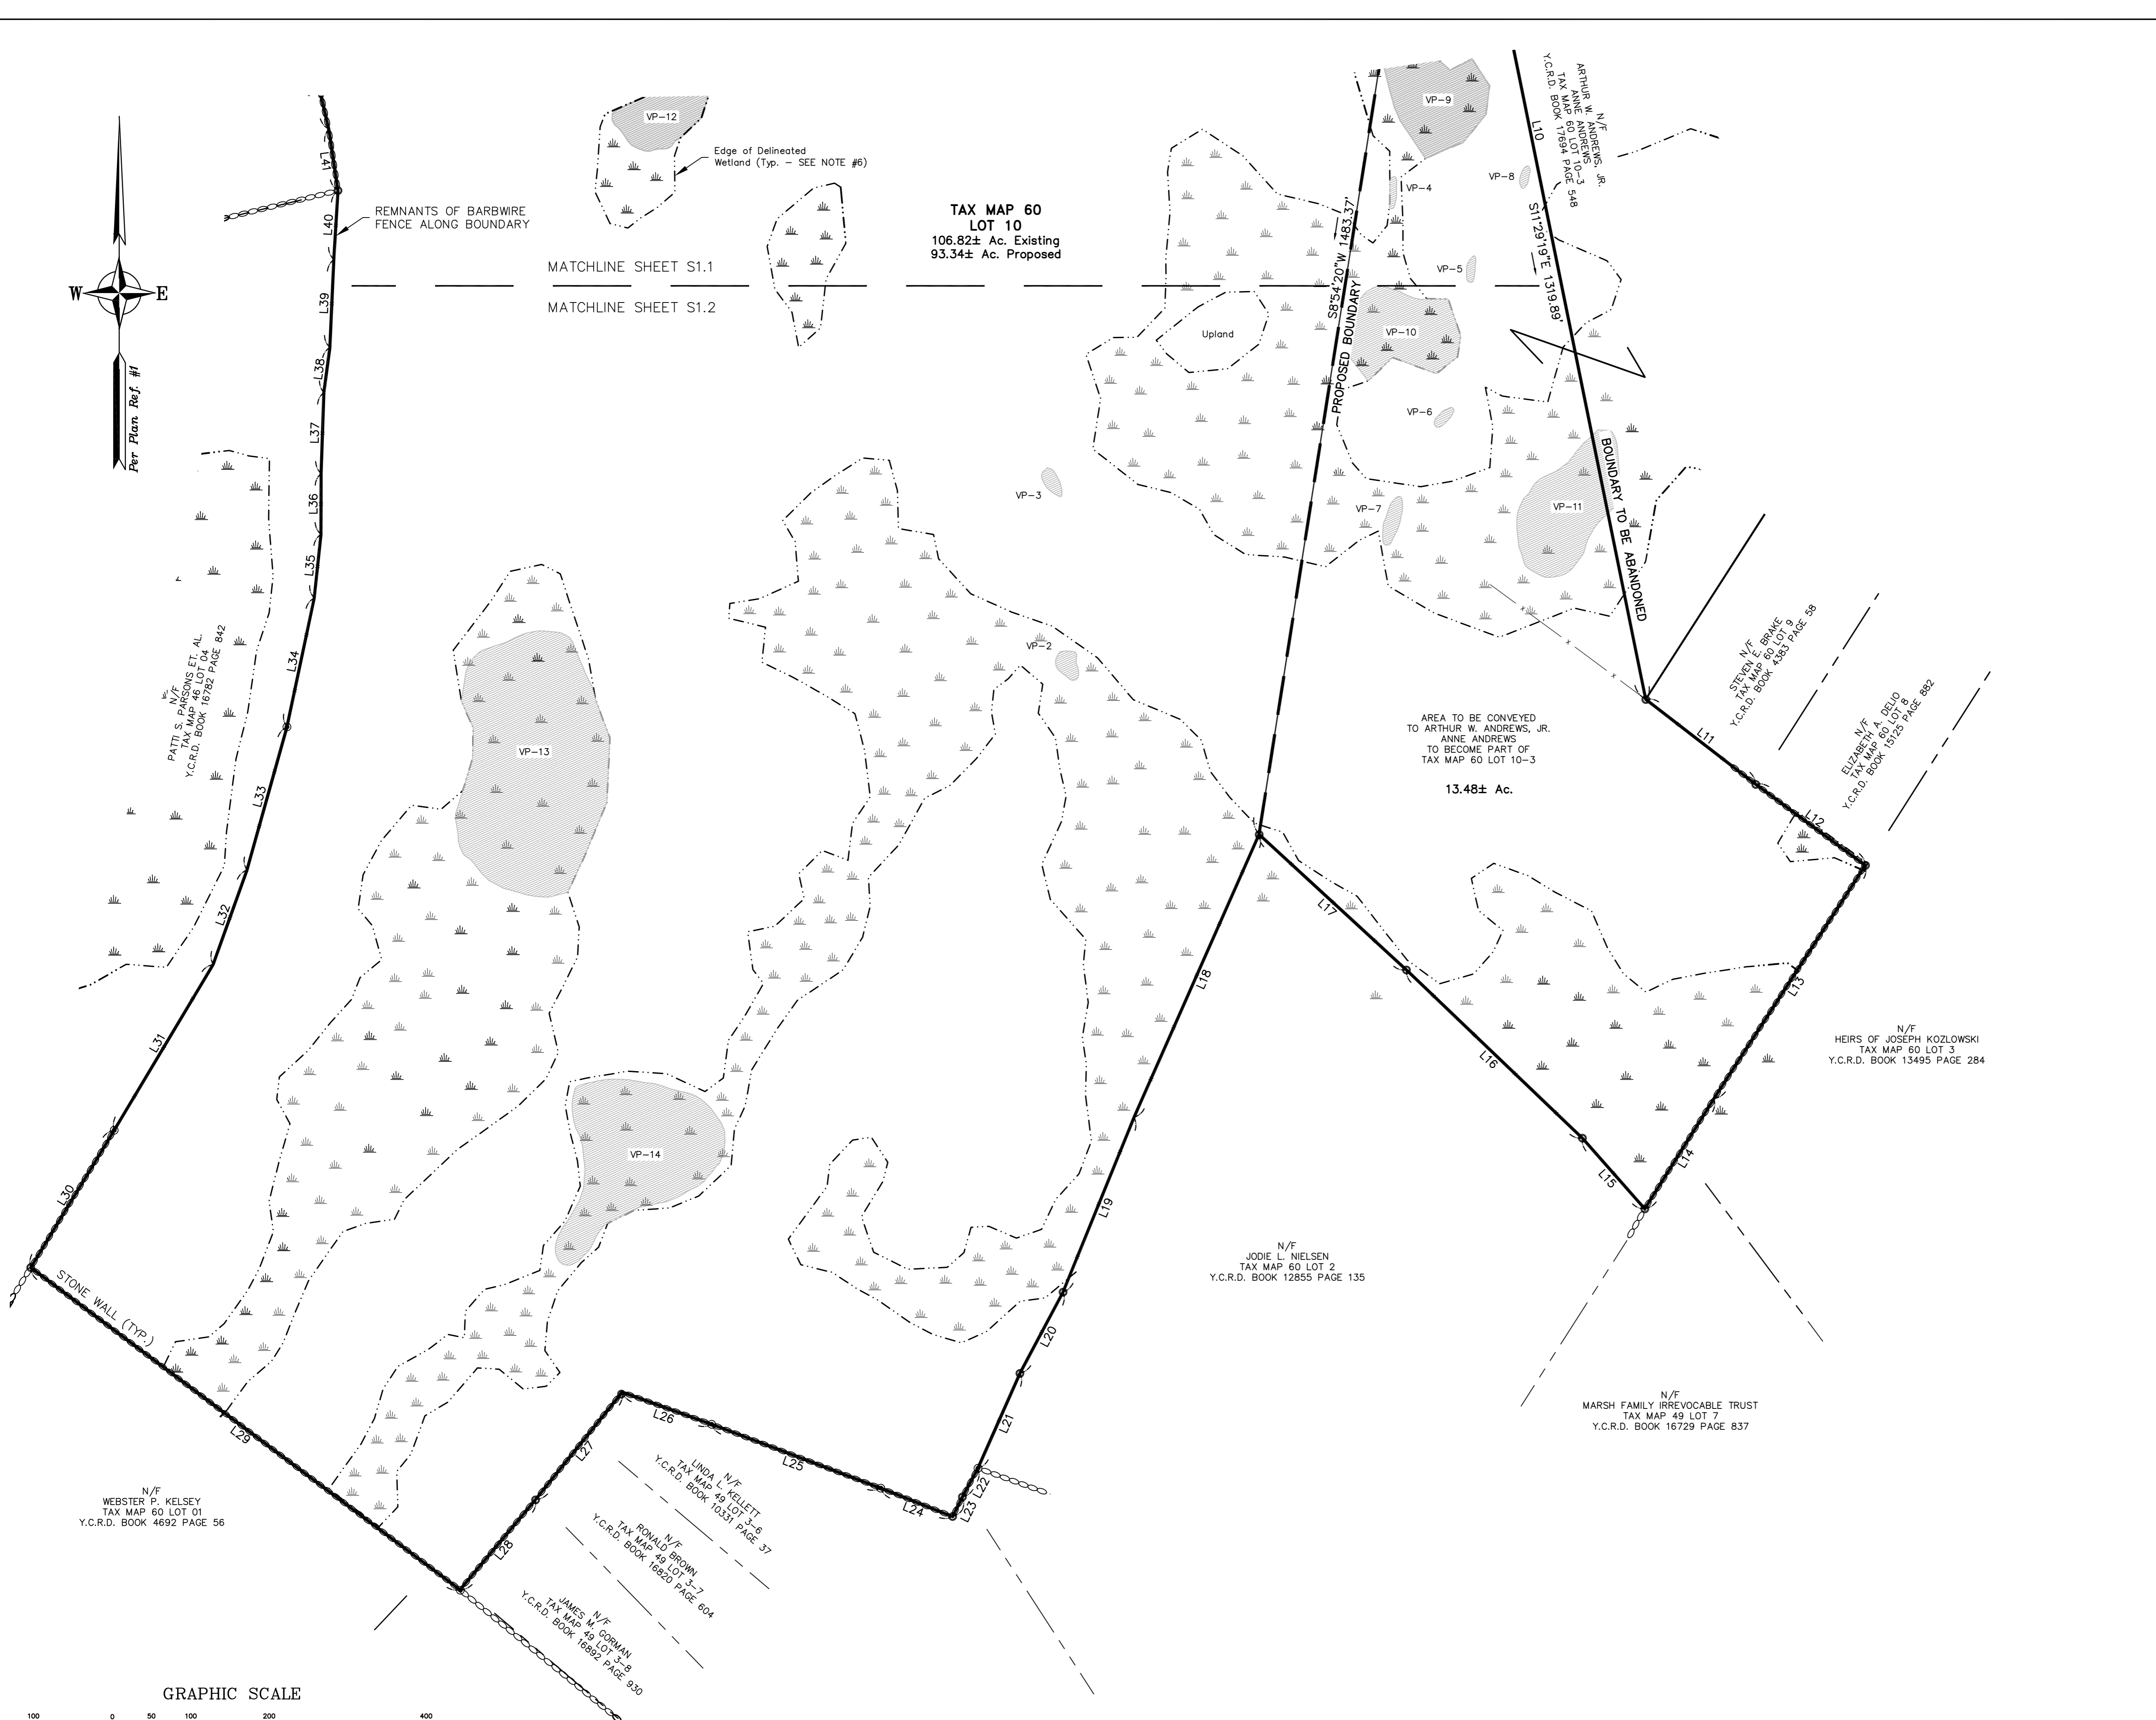 VP-12
Edge of Delineated
Wetland (Typ. - SEE NOTE #6)
REMNANTS OF BARBWIRE
FENCE ALONG BOUNDARY
TAX MAP 60
LOT 10
106.82± Ac. Existing
93.34± Ac. Proposed
MATCHLINE SHEET S1.1
MATCHLINE SHEET S1.2
W
E
Per Plan Ref. #1
L41
L40
L39
L38
L37
L36
L35
L34
L33
L32
L31
L30
N/F
PATTI S. PARSONS ET. AL.
TAX MAP 46 LOT 04
Y.C.R.D. BOOK 16782 PAGE 842
VP-9
VP-4
VP-8
VP-5
VP-10
VP-6
VP-7
VP-11
VP-3
VP-2
Upland
S8°54'20"W 1483.37'
PROPOSED BOUNDARY
L10
S11°29'19"E 1319.89'
BOUNDARY TO BE ABANDONED
N/F
ARTHUR W. ANDREWS, JR.
ANNE ANDREWS
TAX MAP 60 LOT 10-3
Y.C.R.D. BOOK 17694 PAGE 548
N/F
STEVEN E. BRAKE
TAX MAP 60 LOT 9
Y.C.R.D. BOOK 4383 PAGE 58
N/F
ELIZABETH A. DELIO
TAX MAP 60 LOT 8
Y.C.R.D. BOOK 15125 PAGE 882
AREA TO BE CONVEYED
TO ARTHUR W. ANDREWS, JR.
ANNE ANDREWS
TO BECOME PART OF
TAX MAP 60 LOT 10-3
13.48± Ac.
L11
L12
L13
L14
L15
L16
L17
L18
L19
L20
L21
L22
L23
L24
L25
L26
L27
L28
L29
VP-13
VP-14
x
x
x
N/F
HEIRS OF JOSEPH KOZLOWSKI
TAX MAP 60 LOT 3
Y.C.R.D. BOOK 13495 PAGE 284
N/F
JODIE L. NIELSEN
TAX MAP 60 LOT 2
Y.C.R.D. BOOK 12855 PAGE 135
N/F
MARSH FAMILY IRREVOCABLE TRUST
TAX MAP 49 LOT 7
Y.C.R.D. BOOK 16729 PAGE 837
STONE WALL (TYP.)
N/F
WEBSTER P. KELSEY
TAX MAP 60 LOT 01
Y.C.R.D. BOOK 4692 PAGE 56
N/F
LINDA L. KELLETT
TAX MAP 49 LOT 3-6
Y.C.R.D. BOOK 10331 PAGE 37
N/F
RONALD BROWN
TAX MAP 49 LOT 3-7
Y.C.R.D. BOOK 16820 PAGE 604
N/F
JAMES M. GORMAN
TAX MAP 49 LOT 3-8
Y.C.R.D. BOOK 16892 PAGE 930
GRAPHIC SCALE
100 0 50 100 200 400